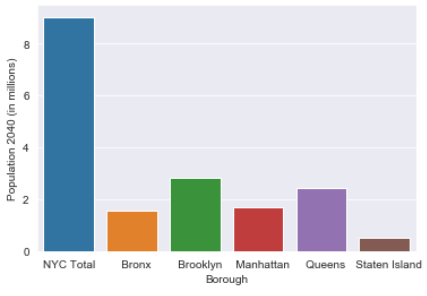 Population 2040 (in millions)
8
6
4
2
0
NYC Total Bronx Brooklyn Manhattan Queens Staten Island
Borough